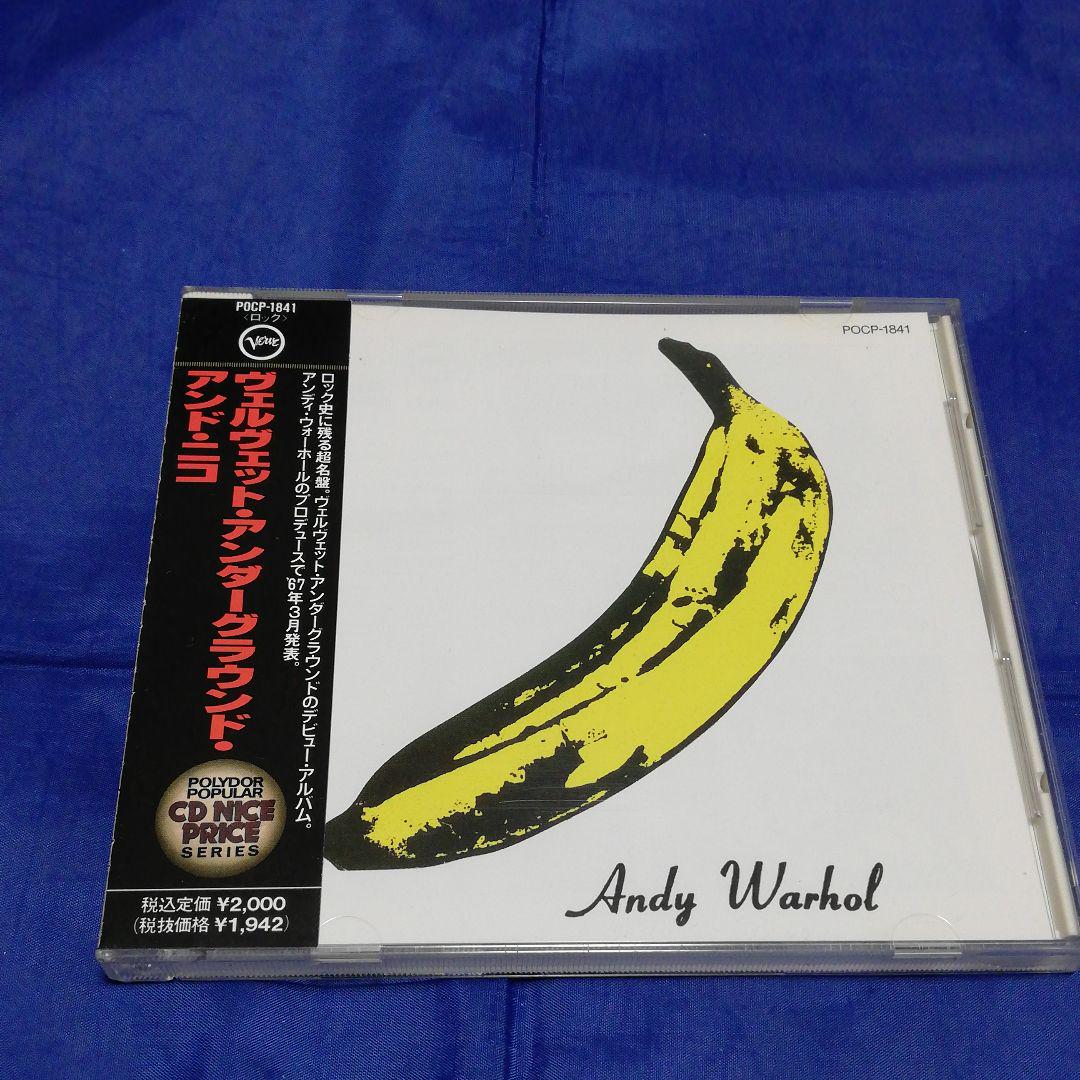 POCP-1841
〈ロック〉
Verve
ヴェルヴェット・アンダーグラウンド・
アンド・ニコ
ロック史に残る超名盤。ヴェルヴェット・アンダーグラウンドのデビュー・アルバム。
アンディ・ウォーホールのプロデュースで'67年3月発表。
POLYDOR
POPULAR
CD NICE
PRICE
SERIES
税込定価 ¥2,000
(税抜価格 ¥1,942)
POCP-1841
Andy Warhol